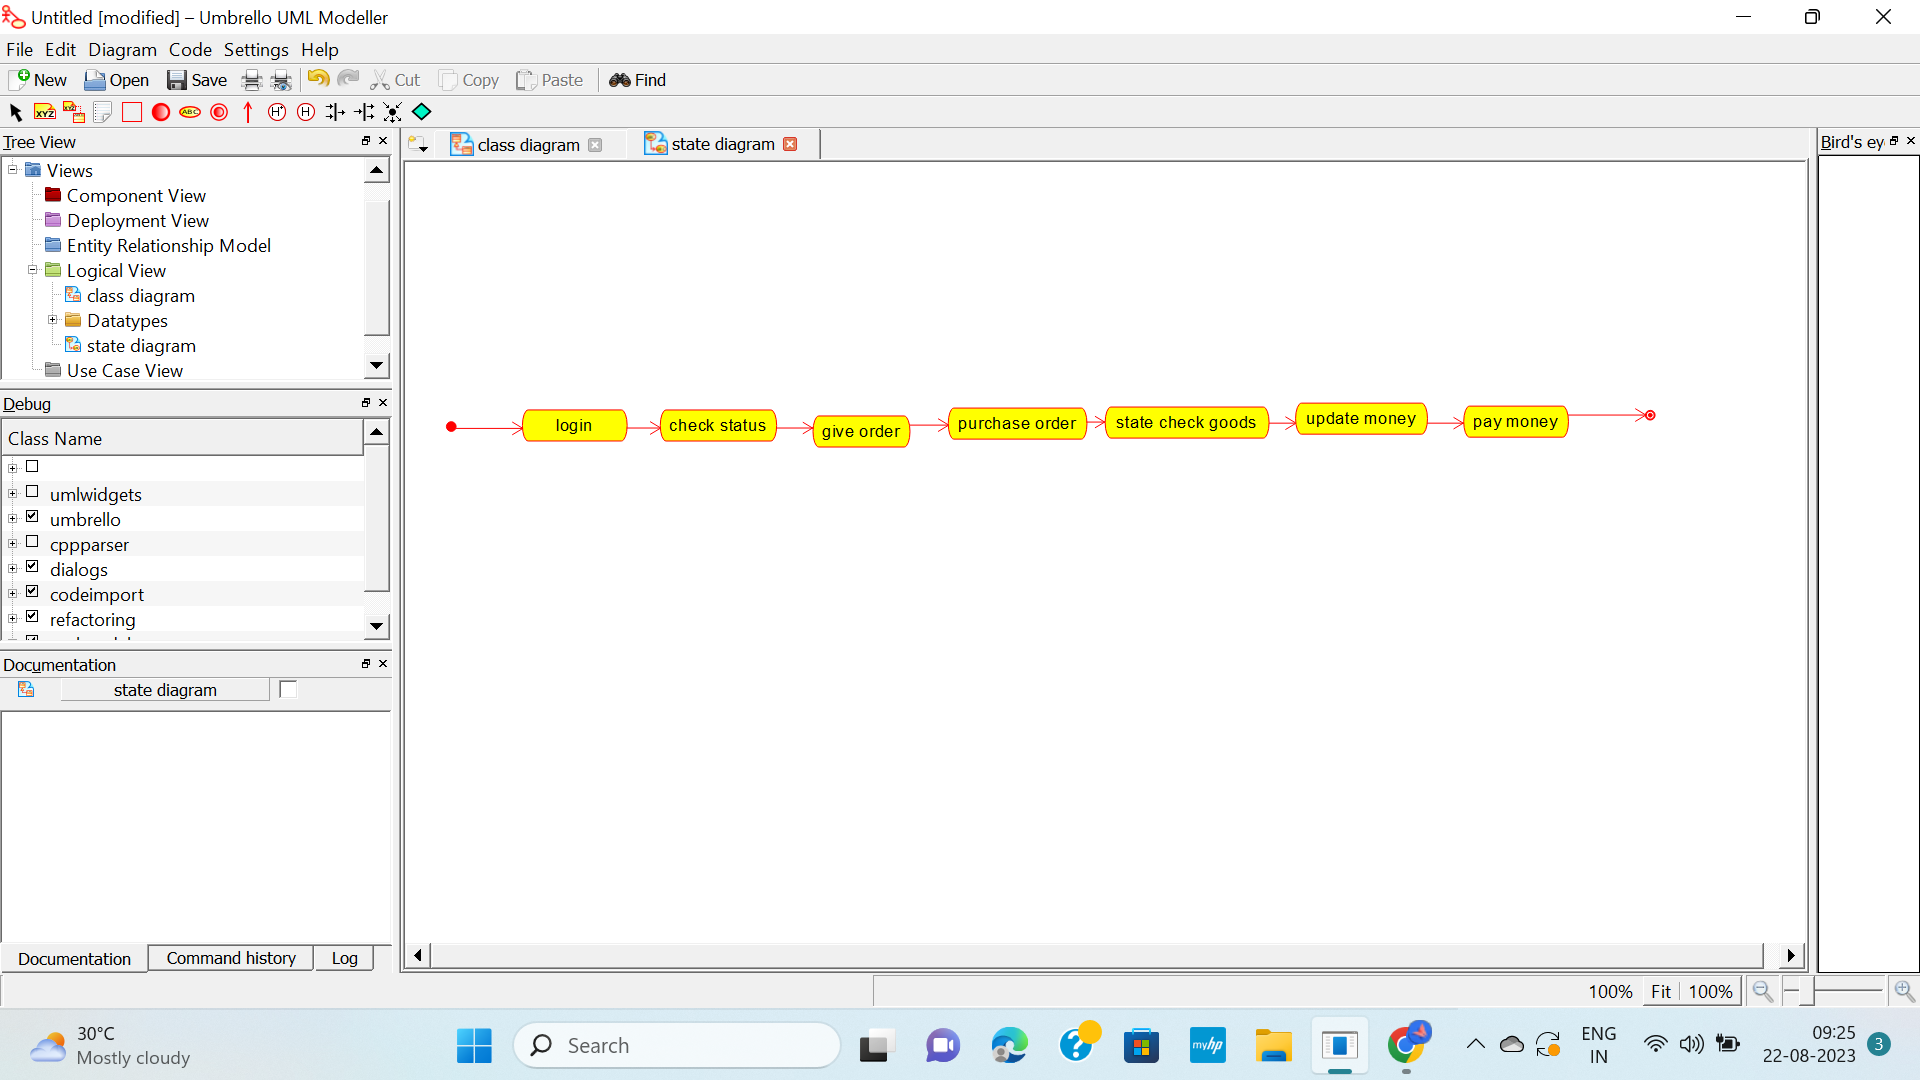 Untitled [modified] – Umbrello UML Modeller
File Edit Diagram Code Settings Help
New Open Save Cut Copy Paste Find
XYZ XYZ ABC H* H
Tree View
class diagram state diagram
Bird's ey
Views
Component View
Deployment View
Entity Relationship Model
Logical View
class diagram
Datatypes
state diagram
Use Case View
Debug
Class Name
umlwidgets
umbrello
cppparser
dialogs
codeimport
refactoring
login check status give order purchase order state check goods update money pay money
Documentation
state diagram
Documentation Command history Log
100% Fit 100%
30°C
Mostly cloudy
Search
myhp
ENG
IN
09:25
22-08-2023
3